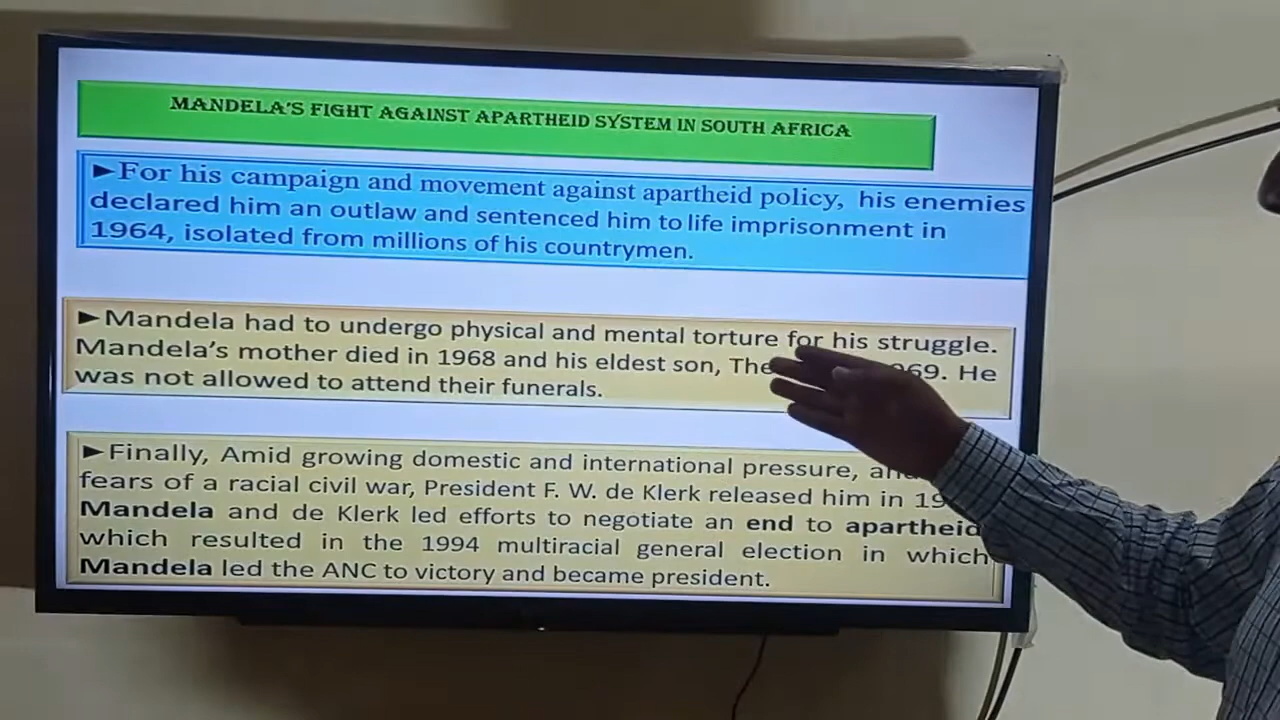 MANDELA'S FIGHT AGAINST APARTHEID SYSTEM IN SOUTH AFRICA
►For his campaign and movement against apartheid policy, his enemies
declared him an outlaw and sentenced him to life imprisonment in
1964, isolated from millions of his countrymen.
►Mandela had to undergo physical and mental torture for his struggle.
Mandela's mother died in 1968 and his eldest son, He
was not allowed to attend their funerals.
►Finally, Amid growing domestic and international pressure,
fears of a racial civil war, President F. W. de Klerk released him in
Mandela and de Klerk led efforts to negotiate an end to apartheid
which resulted in the 1994 multiracial general election in which
Mandela led the ANC to victory and became president.